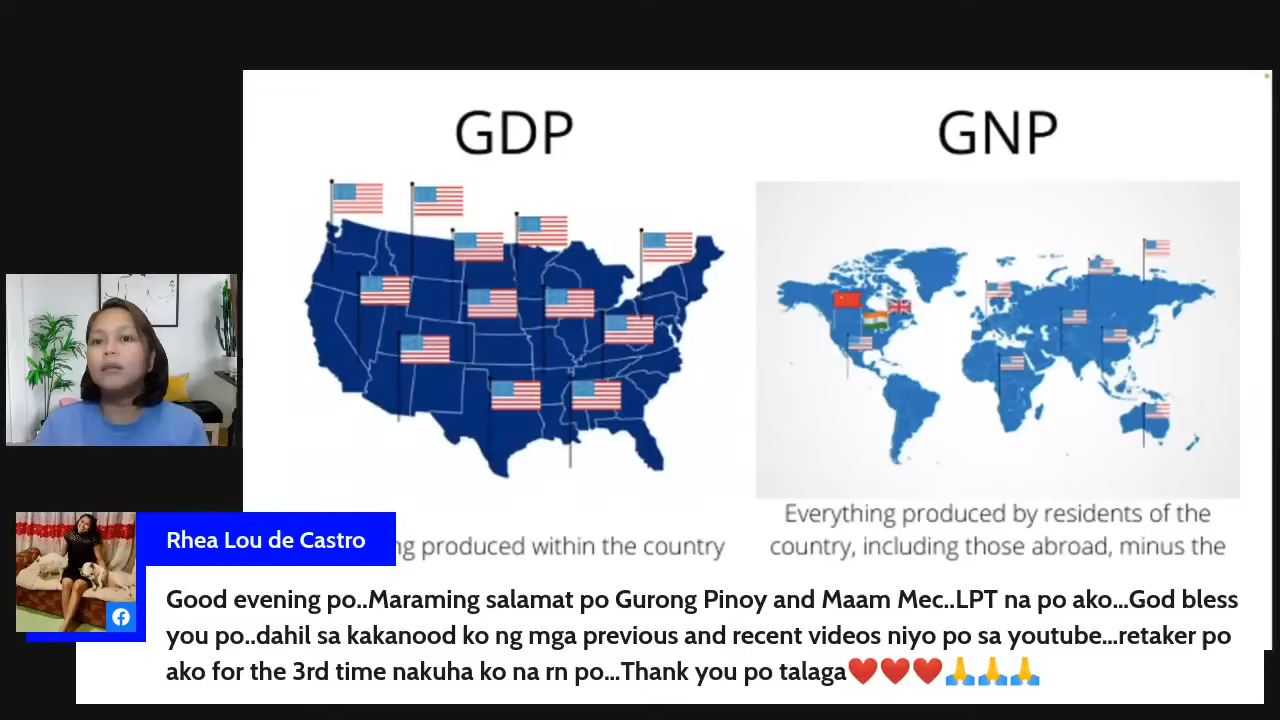 GDP
GNP
Everything produced by residents of the
country, including those abroad, minus the
ng produced within the country
Rhea Lou de Castro
Good evening po..Maraming salamat po Gurong Pinoy and Maam Mec..LPT na po ako...God bless
you po..dahil sa kakanood ko ng mga previous and recent videos niyo po sa youtube...retaker po
ako for the 3rd time nakuha ko na rn po...Thank you po talaga❤️❤️❤️🙏🙏🙏